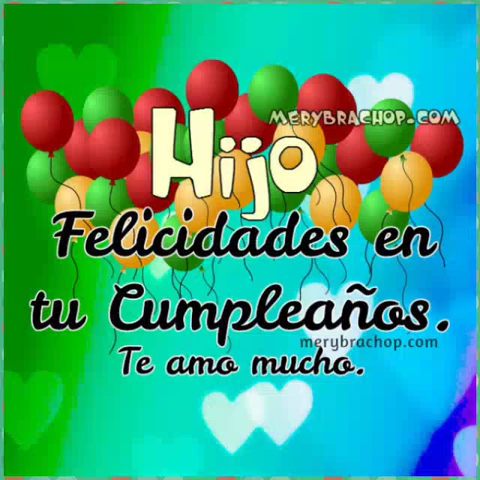 MERYBRACHOP.COM
Hijo
Felicidades en
tu Cumpleaños.
merybrachop.com
Te amo mucho.